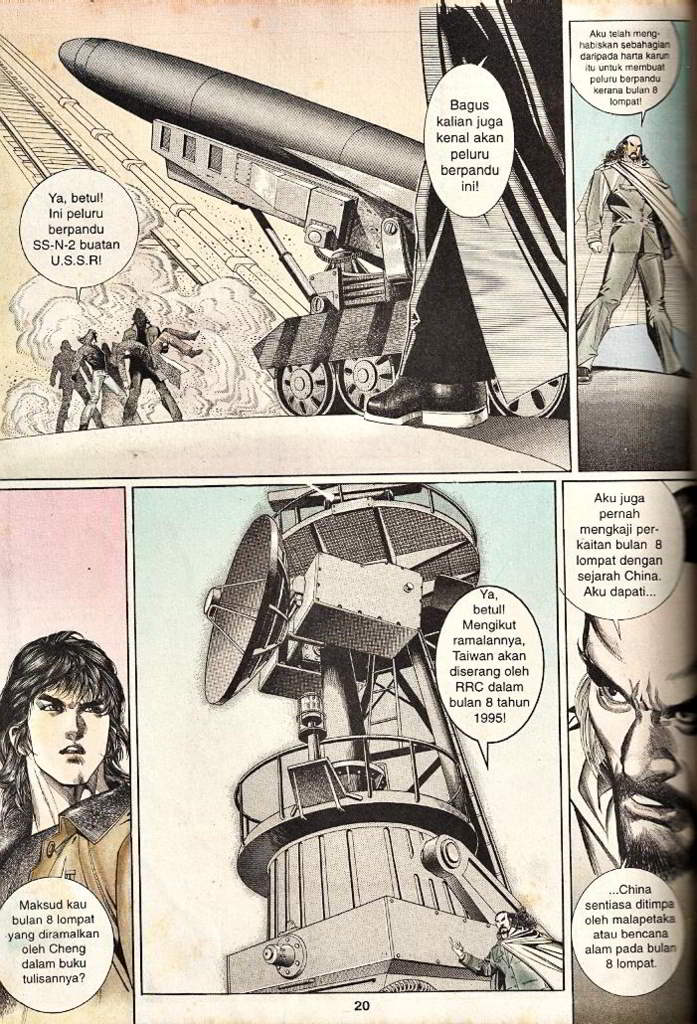 Bagus
kalian juga
kenal akan
peluru
berpandu
ini!
Ya, betul!
Ini peluru
berpandu
SS-N-2 buatan
U.S.S.R!
Aku telah meng-
habiskan sebahagian
daripada harta karun
itu untuk membuat
peluru berpandu
kerana bulan 8
lompat!
Maksud kau
bulan 8 lompat
yang diramalkan
oleh Cheng
dalam buku
tulisannya?
Ya,
betul!
Mengikut
ramalannya,
Taiwan akan
diserang oleh
RRC dalam
bulan 8 tahun
1995!
Aku juga
pernah
mengkaji per-
kaitan bulan 8
lompat dengan
sejarah China.
Aku dapati...
...China
sentiasa ditimpa
oleh malapetaka
atau bencana
alam pada bulan
8 lompat.
20